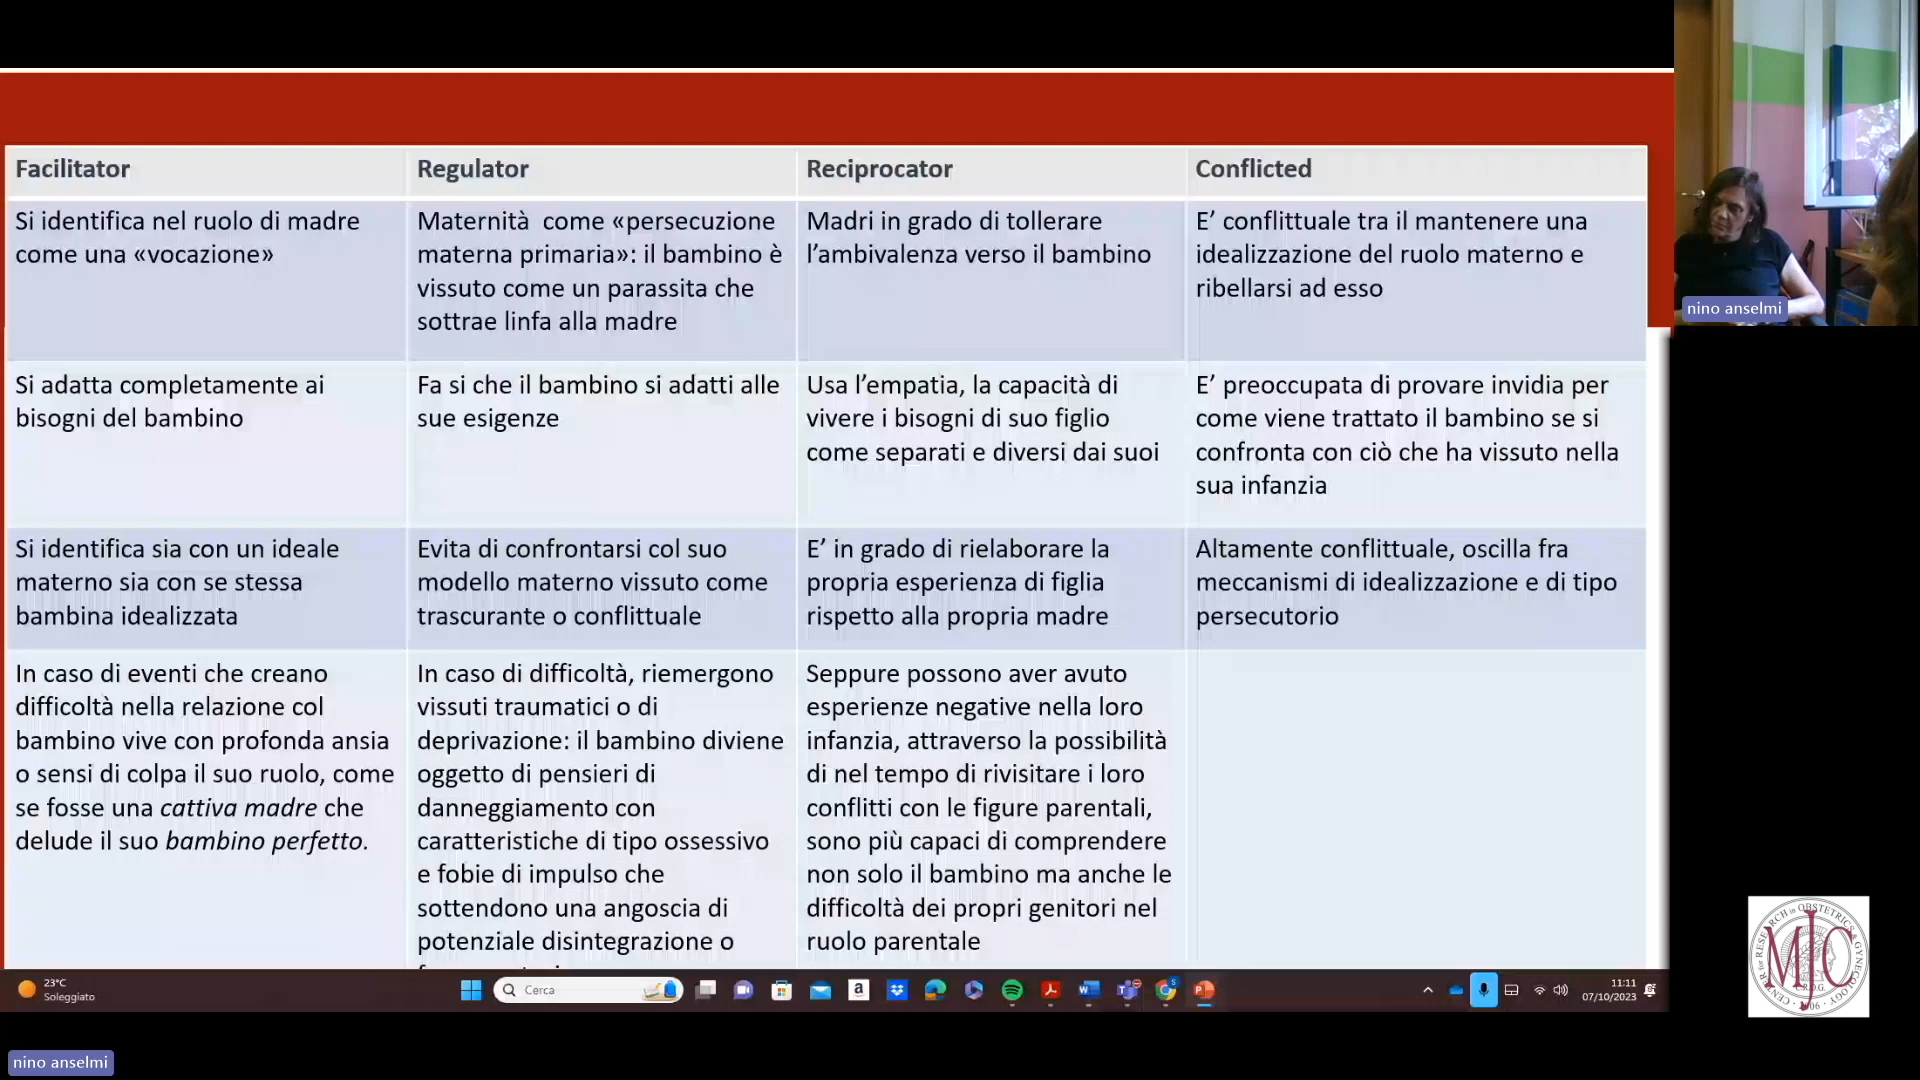 Facilitator
Regulator
Reciprocator
Conflicted
Si identifica nel ruolo di madre
come una «vocazione»
Maternità come «persecuzione
materna primaria»: il bambino è
vissuto come un parassita che
sottrae linfa alla madre
Madri in grado di tollerare
l’ambivalenza verso il bambino
E’ conflittuale tra il mantenere una
idealizzazione del ruolo materno e
ribellarsi ad esso
Si adatta completamente ai
bisogni del bambino
Fa si che il bambino si adatti alle
sue esigenze
Usa l’empatia, la capacità di
vivere i bisogni di suo figlio
come separati e diversi dai suoi
E’ preoccupata di provare invidia per
come viene trattato il bambino se si
confronta con ciò che ha vissuto nella
sua infanzia
Si identifica sia con un ideale
materno sia con se stessa
bambina idealizzata
Evita di confrontarsi col suo
modello materno vissuto come
trascurante o conflittuale
E’ in grado di rielaborare la
propria esperienza di figlia
rispetto alla propria madre
Altamente conflittuale, oscilla fra
meccanismi di idealizzazione e di tipo
persecutorio
In caso di eventi che creano
difficoltà nella relazione col
bambino vive con profonda ansia
o sensi di colpa il suo ruolo, come
se fosse una cattiva madre che
delude il suo bambino perfetto.
In caso di difficoltà, riemergono
vissuti traumatici o di
deprivazione: il bambino diviene
oggetto di pensieri di
danneggiamento con
caratteristiche di tipo ossessivo
e fobie di impulso che
sottendono una angoscia di
potenziale disintegrazione o
Seppure possono aver avuto
esperienze negative nella loro
infanzia, attraverso la possibilità
di nel tempo di rivisitare i loro
conflitti con le figure parentali,
sono più capaci di comprendere
non solo il bambino ma anche le
difficoltà dei propri genitori nel
ruolo parentale
nino anselmi
CENTER for RESEARCH in OBSTETRICS & GYNECOLOGY
MJC
C.R.O.G.
23°C
Soleggiato
Cerca
11:11
07/10/2023
nino anselmi